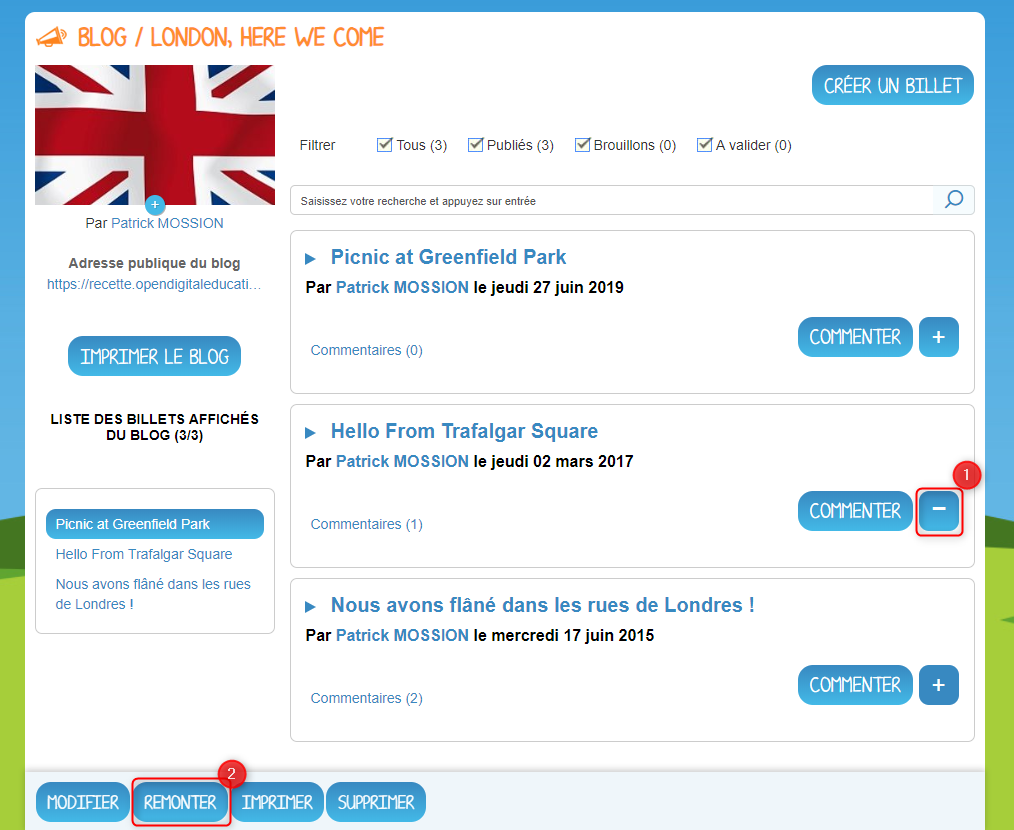 BLOG / LONDON, HERE WE COME
CRÉER UN BILLET
Filtrer Tous (3) Publiés (3) Brouillons (0) A valider (0)
Saisissez votre recherche et appuyez sur entrée
+
Par Patrick MOSSION
Adresse publique du blog
https://recette.opendigitaleducati…
IMPRIMER LE BLOG
LISTE DES BILLETS AFFICHÉS
DU BLOG (3/3)
Picnic at Greenfield Park
Hello From Trafalgar Square
Nous avons flâné dans les rues
de Londres !
Picnic at Greenfield Park
Par Patrick MOSSION le jeudi 27 juin 2019
Commentaires (0)
COMMENTER +
Hello From Trafalgar Square
Par Patrick MOSSION le jeudi 02 mars 2017
1
Commentaires (1)
COMMENTER −
Nous avons flâné dans les rues de Londres !
Par Patrick MOSSION le mercredi 17 juin 2015
Commentaires (2)
COMMENTER +
2
MODIFIER REMONTER IMPRIMER SUPPRIMER